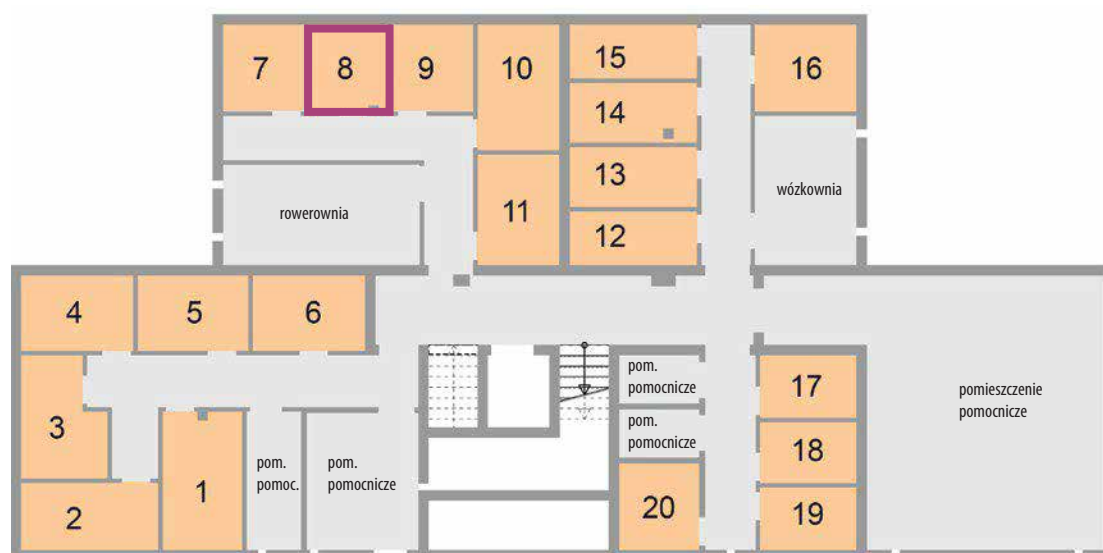 7
8
9
10
15
16
14
13
wózkownia
rowerownia
11
12
4
5
6
pom.
pomocnicze
17
pomieszczenie
pomocnicze
3
pom.
pomocnicze
18
pom.
pomoc.
pom.
pomocnicze
1
2
20
19